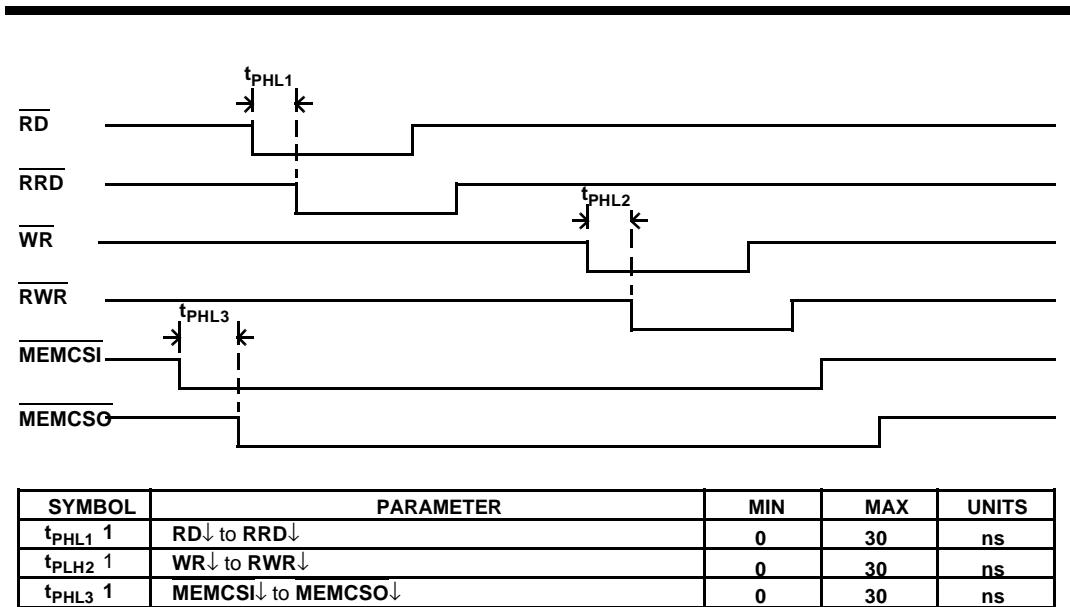 tPHL1
RD
RRD
tPHL2
WR
RWR
tPHL3
MEMCSI
MEMCSO
SYMBOL PARAMETER MIN MAX UNITS
tPHL1 1 RD↓ to RRD↓ 0 30 ns
tPLH2 1 WR↓ to RWR↓ 0 30 ns
tPHL3 1 MEMCSI↓ to MEMCSO↓ 0 30 ns